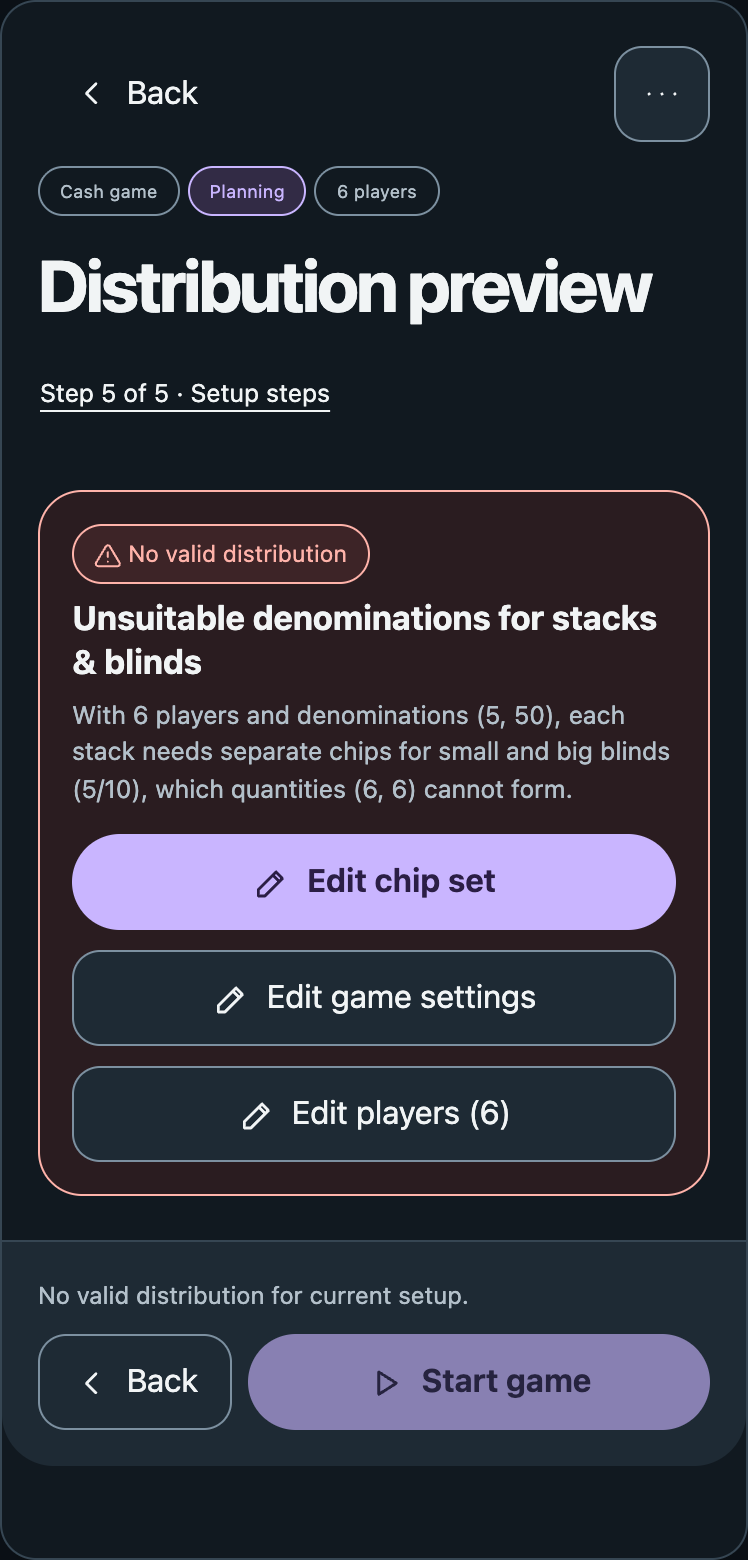 Back
...
Cash game
Planning
6 players
Distribution preview
Step 5 of 5 · Setup steps
No valid distribution
Unsuitable denominations for stacks
& blinds
With 6 players and denominations (5, 50), each
stack needs separate chips for small and big blinds
(5/10), which quantities (6, 6) cannot form.
Edit chip set
Edit game settings
Edit players (6)
No valid distribution for current setup.
Back
Start game